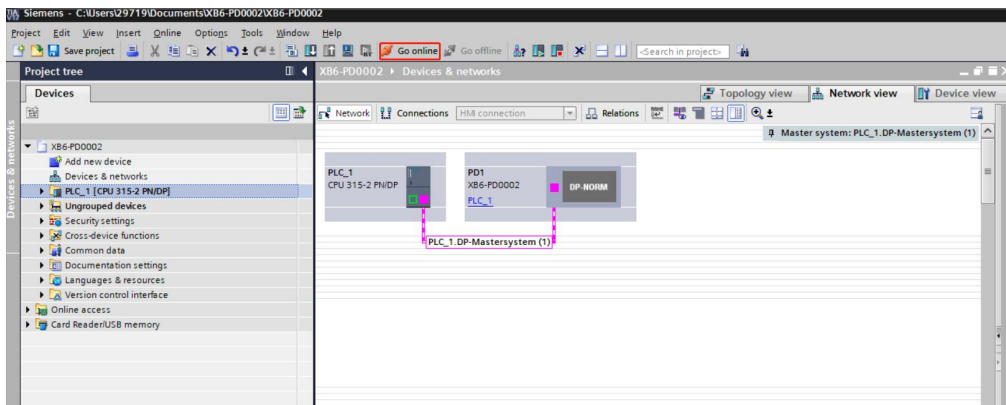 Siemens - C:\Users\29719\Documents\XB6-PD0002\XB6-PD0002
Project Edit View Insert Online Options Tools Window Help
Save project Go online Go offline <Search in project>
Project tree
XB6-PD0002 ▸ Devices & networks
Devices
Topology view Network view Device view
Network Connections HMI connection Relations
Master system: PLC_1.DP-Mastersystem (1)
Devices & networks
XB6-PD0002
Add new device
Devices & networks
PLC_1 [CPU 315-2 PN/DP]
Ungrouped devices
Security settings
Cross-device functions
Common data
Documentation settings
Languages & resources
Version control interface
Online access
Card Reader/USB memory
PLC_1
CPU 315-2 PN/DP
PD1
XB6-PD0002
PLC_1
DP-NORM
PLC_1.DP-Mastersystem (1)